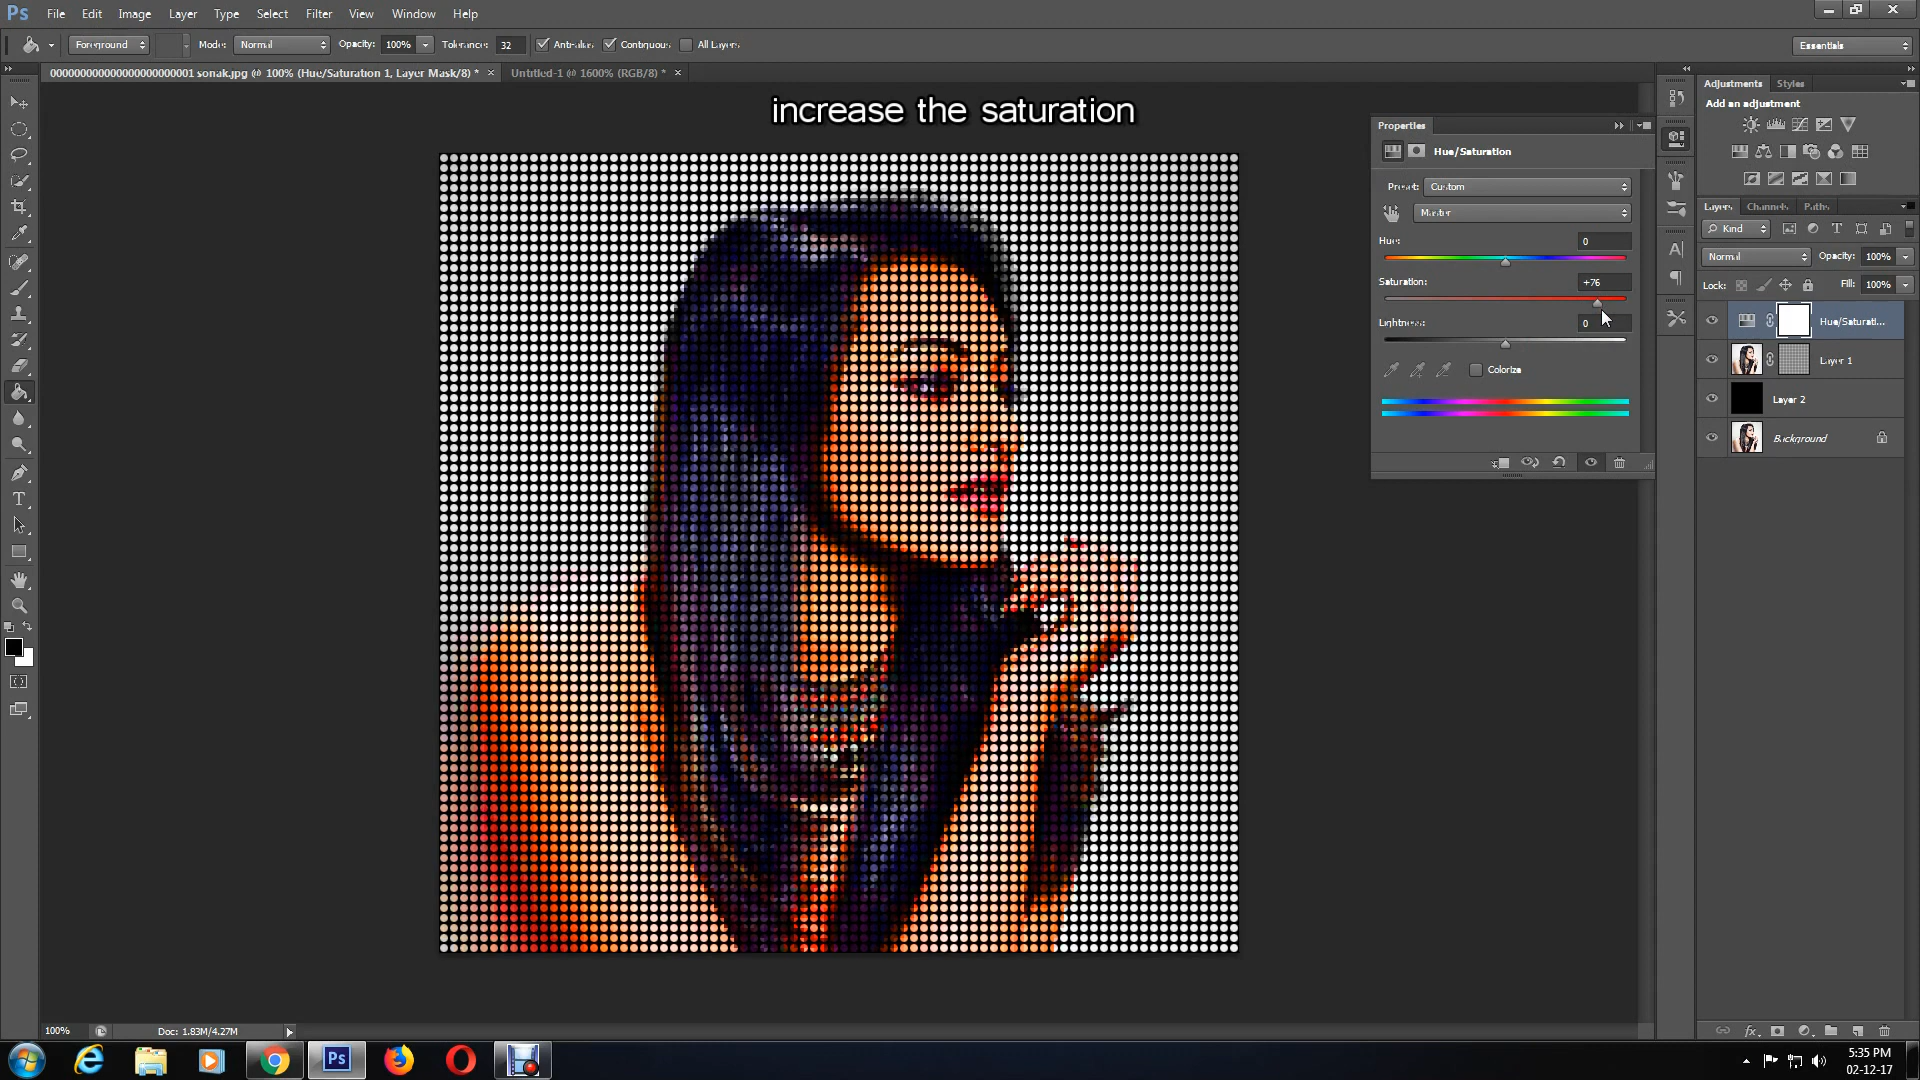 Ps File Edit Image Layer Type Select Filter View Window Help
Foreground Mode: Normal Opacity: 100% Tolerance: 32 Anti-alias Contiguous All Layers Essentials
000000000000000000000001 sonak.jpg @ 100% (Hue/Saturation 1, Layer Mask/8) * Untitled-1 @ 1600% (RGB/8) *
increase the saturation
Properties
Hue/Saturation
Preset: Custom
Master
Hue: 0
Saturation: +76
Lightness: 0
Colorize
Adjustments Styles
Add an adjustment
Layers Channels Paths
Kind
Normal Opacity: 100%
Lock: Fill: 100%
Hue/Saturati...
Layer 1
Layer 2
Background
100% Doc: 1.83M/4.27M
Ps
5:35 PM
02-12-17